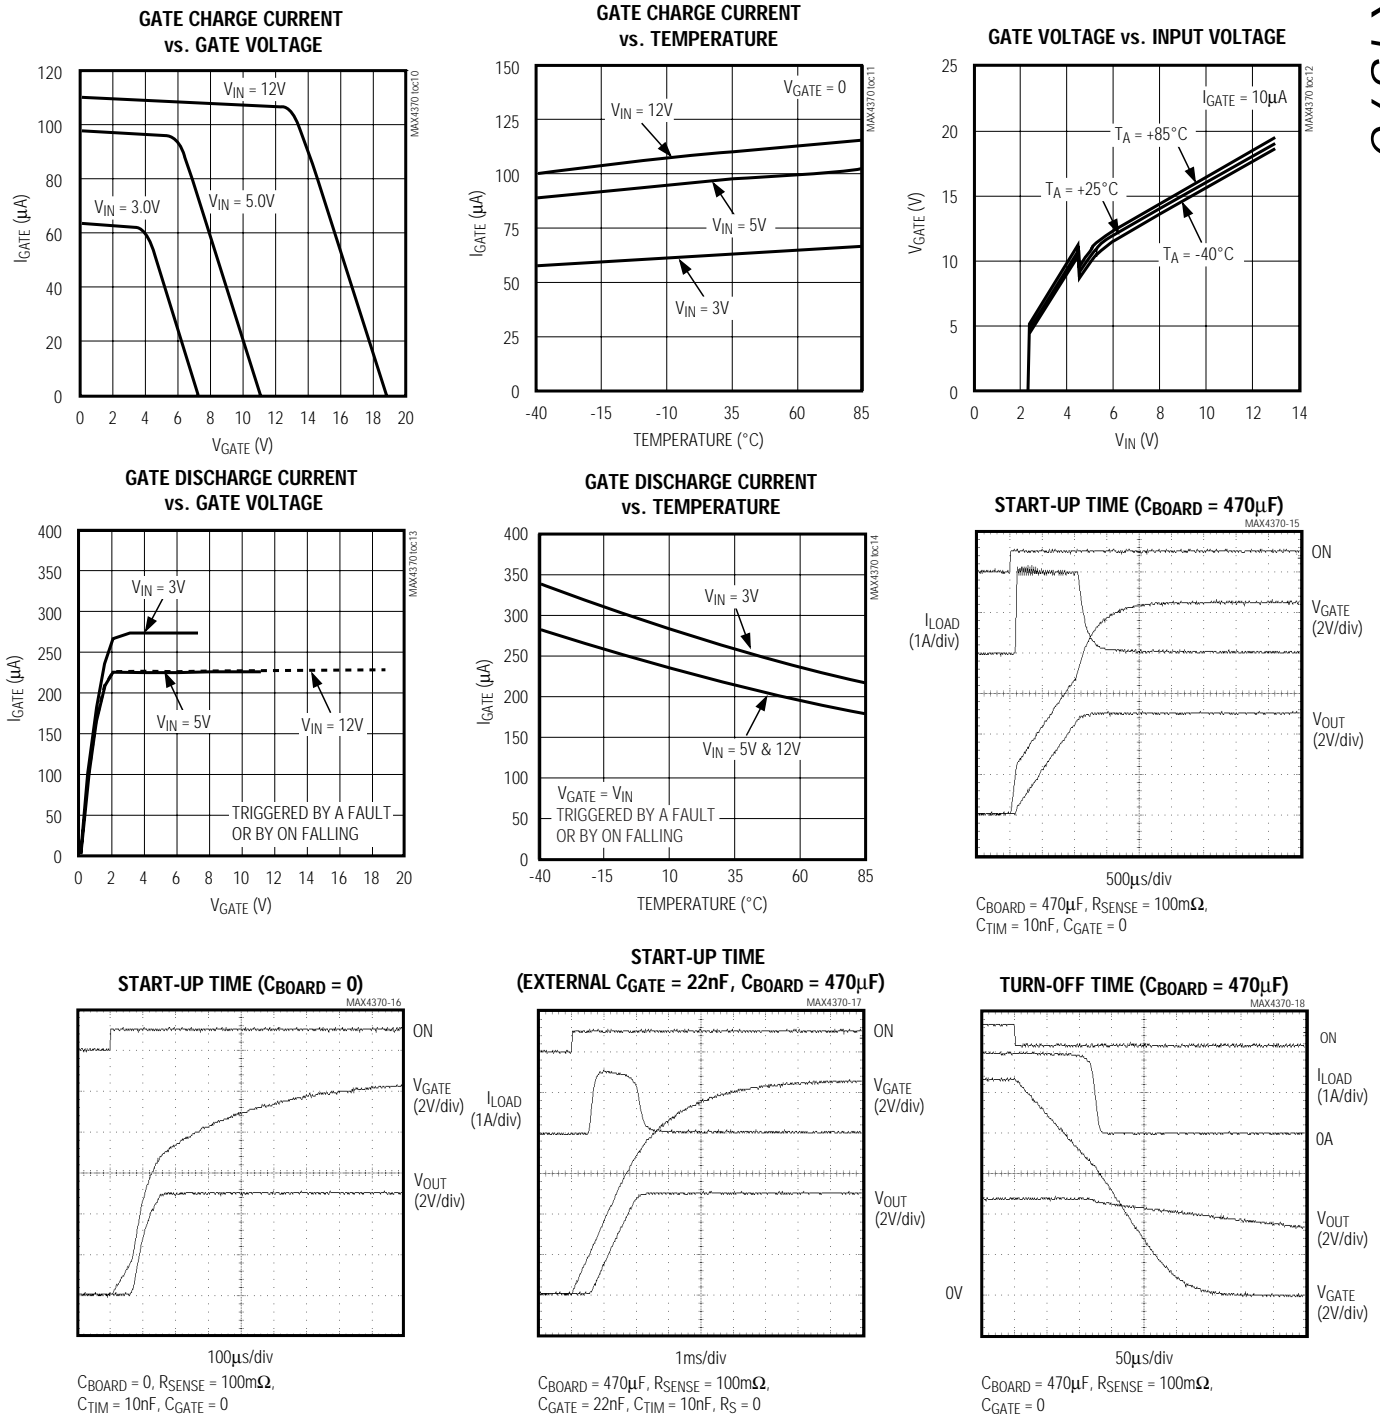 GATE CHARGE CURRENT
vs. GATE VOLTAGE
120
100
80
60
40
20
0
IGATE (μA)
VIN = 12V
VIN = 3.0V
VIN = 5.0V
MAX4370 toc10
0 2 4 6 8 10 12 14 16 18 20
VGATE (V)
GATE CHARGE CURRENT
vs. TEMPERATURE
150
125
100
75
50
25
0
IGATE (μA)
VGATE = 0
VIN = 12V
VIN = 5V
VIN = 3V
MAX4370 toc11
-40 -15 -10 35 60 85
TEMPERATURE (°C)
GATE VOLTAGE vs. INPUT VOLTAGE
25
20
15
10
5
0
VGATE (V)
IGATE = 10μA
TA = +85°C
TA = +25°C
TA = -40°C
MAX4370 toc12
0 2 4 6 8 10 12 14
VIN (V)
GATE DISCHARGE CURRENT
vs. GATE VOLTAGE
400
350
300
250
200
150
100
50
0
IGATE (μA)
VIN = 3V
VIN = 5V
VIN = 12V
TRIGGERED BY A FAULT
OR BY ON FALLING
MAX4370 toc13
0 2 4 6 8 10 12 14 16 18 20
VGATE (V)
GATE DISCHARGE CURRENT
vs. TEMPERATURE
400
350
300
250
200
150
100
50
0
IGATE (μA)
VIN = 3V
VIN = 5V & 12V
VGATE = VIN
TRIGGERED BY A FAULT
OR BY ON FALLING
MAX4370 toc14
-40 -15 10 35 60 85
TEMPERATURE (°C)
START-UP TIME (CBOARD = 470μF)
MAX4370-15
ON
ILOAD
(1A/div)
VGATE
(2V/div)
VOUT
(2V/div)
500μs/div
CBOARD = 470μF, RSENSE = 100mΩ,
CTIM = 10nF, CGATE = 0
START-UP TIME (CBOARD = 0)
MAX4370-16
ON
VGATE
(2V/div)
VOUT
(2V/div)
100μs/div
CBOARD = 0, RSENSE = 100mΩ,
CTIM = 10nF, CGATE = 0
START-UP TIME
(EXTERNAL CGATE = 22nF, CBOARD = 470μF)
MAX4370-17
ON
ILOAD
(1A/div)
VGATE
(2V/div)
VOUT
(2V/div)
1ms/div
CBOARD = 470μF, RSENSE = 100mΩ,
CGATE = 22nF, CTIM = 10nF, RS = 0
TURN-OFF TIME (CBOARD = 470μF)
MAX4370-18
ON
ILOAD
(1A/div)
0A
VOUT
(2V/div)
0V
VGATE
(2V/div)
50μs/div
CBOARD = 470μF, RSENSE = 100mΩ,
CGATE = 0